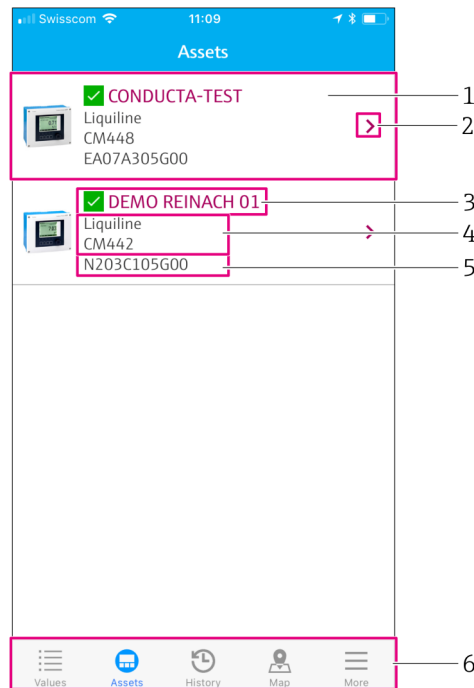 Swisscom 11:09
Assets
CONDUCTA-TEST 1
Liquiline 2
CM448
EA07A305G00
DEMO REINACH 01 3
Liquiline 4
CM442
N203C105G00 5
Values Assets History Map More 6